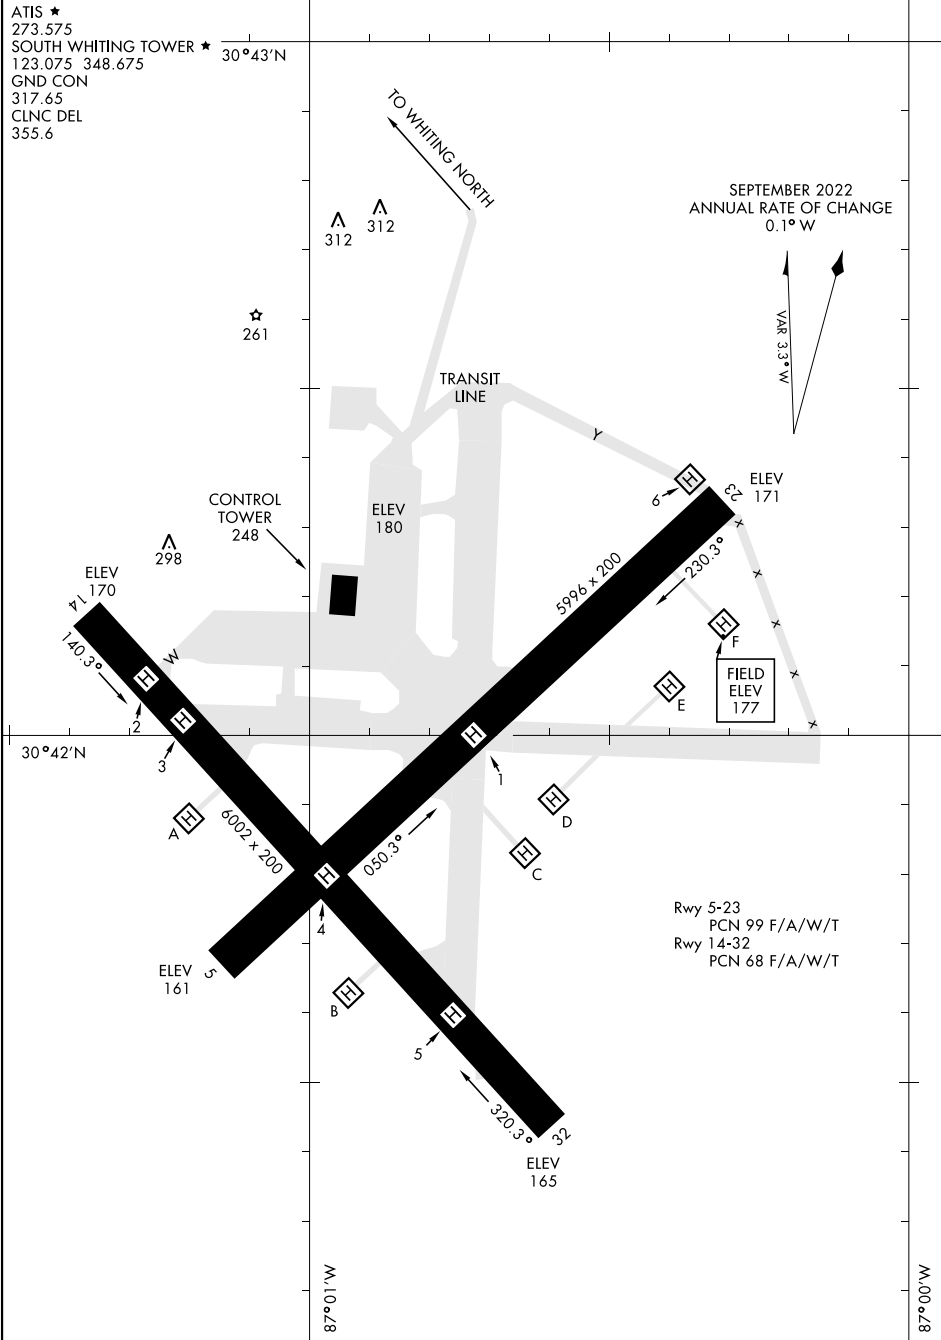 ATIS ★
273.575
SOUTH WHITING TOWER ★
123.075 348.675
GND CON
317.65
CLNC DEL
355.6
30°43'N
TO WHITING NORTH
SEPTEMBER 2022
ANNUAL RATE OF CHANGE
0.1° W
VAR 3.3° W
312
312
261
TRANSIT
LINE
Y
H
6
23
ELEV
171
CONTROL
TOWER
248
ELEV
180
298
5996 x 200
230.3°
ELEV
170
14
140.3°
W
H
2
H
3
H
F
FIELD
ELEV
177
H
E
30°42'N
H
1
H
A
6002 x 200
050.3°
H
D
H
C
H
4
Rwy 5-23
PCN 99 F/A/W/T
Rwy 14-32
PCN 68 F/A/W/T
ELEV
161
5
H
B
H
5
320.3°
32
ELEV
165
87°01'W
87°00'W